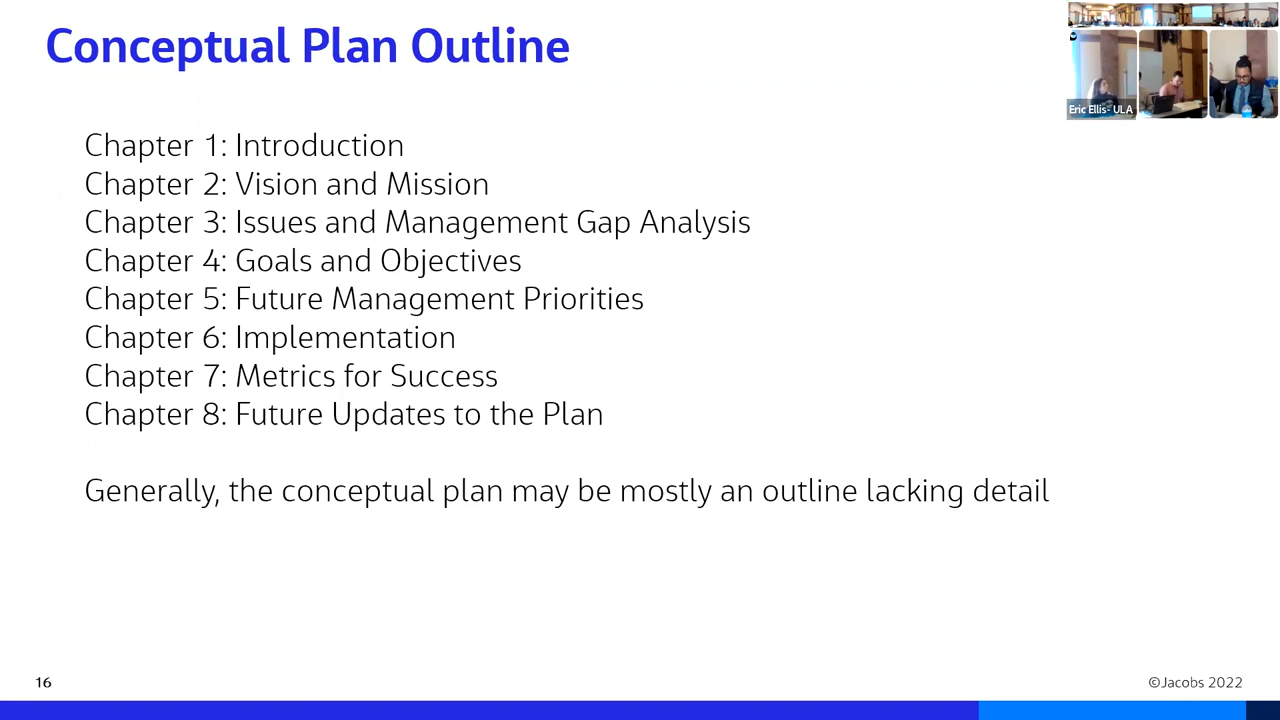 Conceptual Plan Outline
Eric Ellis- ULA
Chapter 1: Introduction
Chapter 2: Vision and Mission
Chapter 3: Issues and Management Gap Analysis
Chapter 4: Goals and Objectives
Chapter 5: Future Management Priorities
Chapter 6: Implementation
Chapter 7: Metrics for Success
Chapter 8: Future Updates to the Plan
Generally, the conceptual plan may be mostly an outline lacking detail
16
©Jacobs 2022